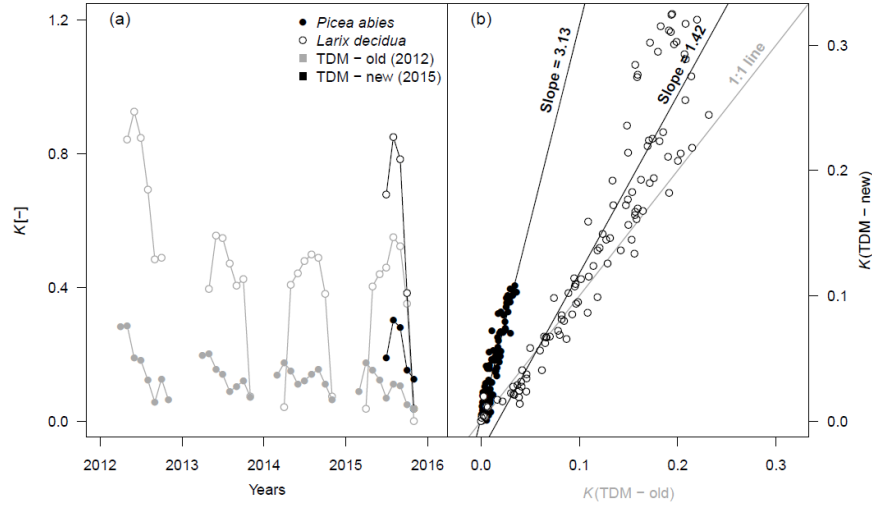 (a)
Picea abies
Larix decidua
TDM − old (2012)
TDM − new (2015)
1.2
0.8
0.4
0.0
K[-]
2012
2013
2014
2015
2016
Years
(b)
Slope = 3.13
Slope = 1.42
1:1 line
0.3
0.2
0.1
0.0
K(TDM − new)
0.0
0.1
0.2
0.3
K(TDM − old)